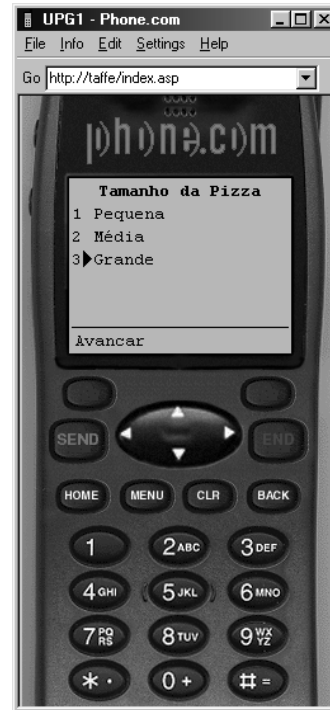 UPG1 - Phone.com
File Info Edit Settings Help
Go http://taffe/index.asp
phone.com
Tamanho da Pizza
1 Pequena
2 Média
3 Grande
Avancar
SEND END
HOME MENU CLR BACK
1 2ABC 3DEF
4GHI 5JKL 6MNO
7PQRS 8TUV 9WXYZ
* · 0+ #=